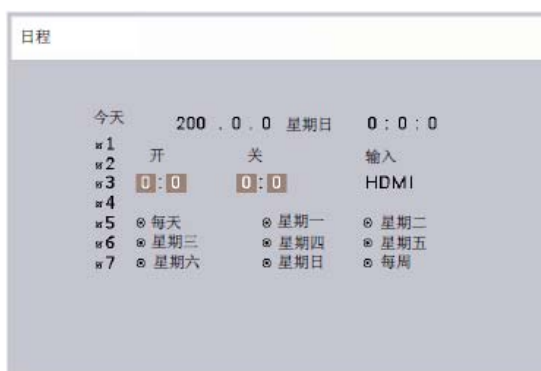 日程
今天 200 . 0 . 0 星期日 0 : 0 : 0
1
2 开 关 输入
3 0 : 0 0 : 0 HDMI
4
5 每天 星期一 星期二
6 星期三 星期四 星期五
7 星期六 星期日 每周